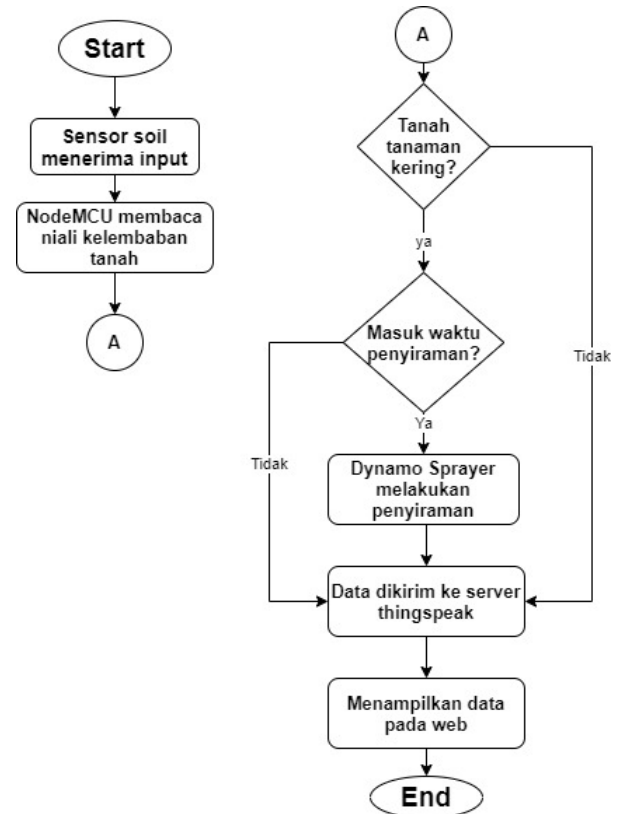 Start
Sensor soil
menerima input
NodeMCU membaca
niali kelembaban
tanah
A
A
Tanah
tanaman
kering?
ya
Tidak
Masuk waktu
penyiraman?
Ya
Tidak
Dynamo Sprayer
melakukan
penyiraman
Data dikirim ke server
thingspeak
Menampilkan data
pada web
End